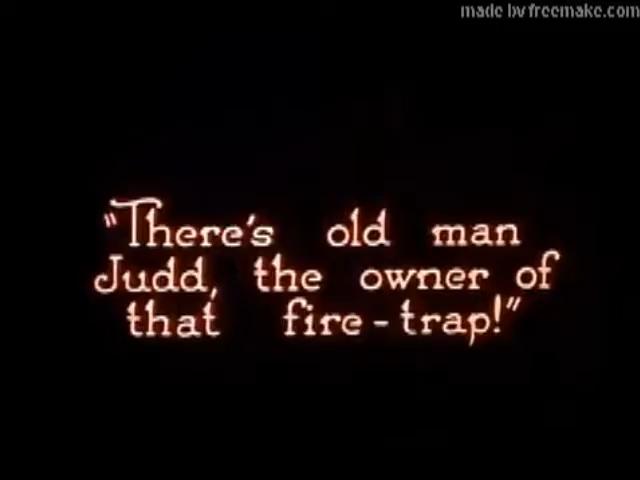 made by freemake.com
"There's old man
Judd, the owner of
that fire-trap!"